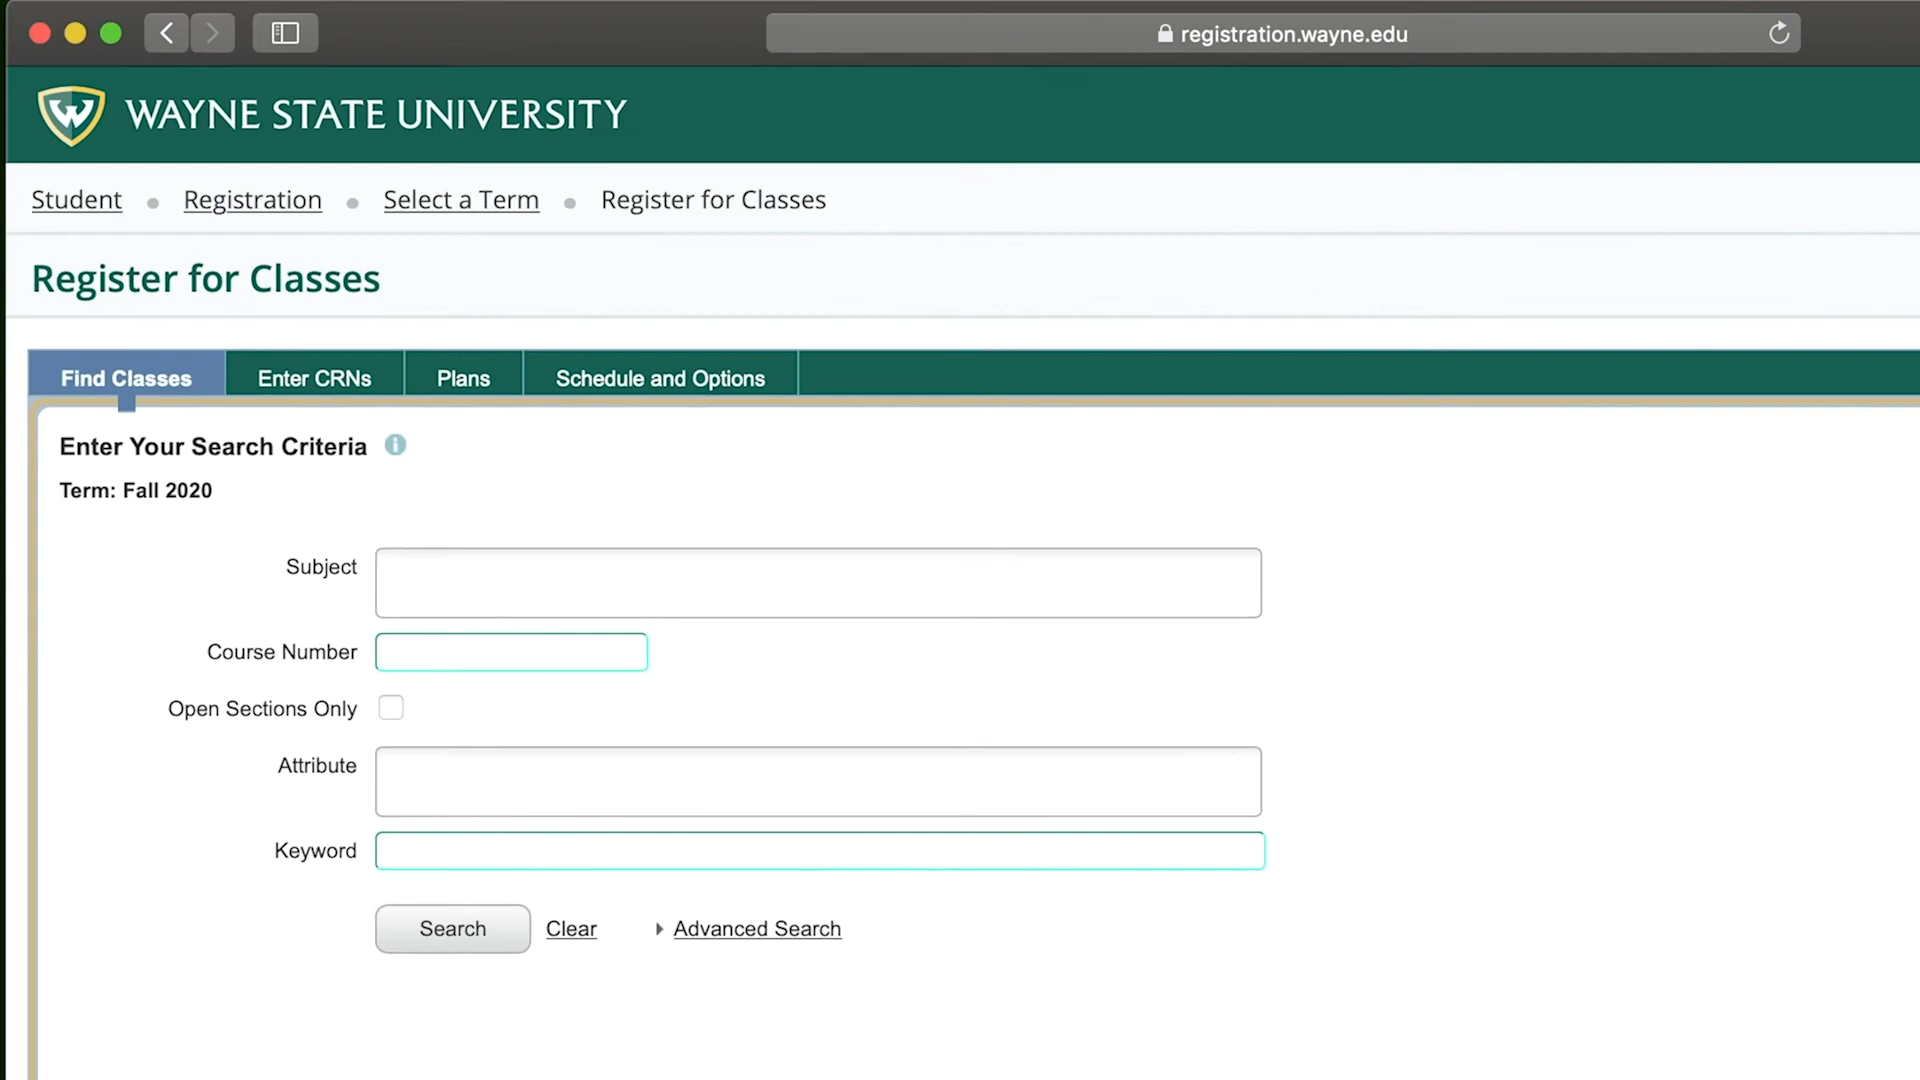 registration.wayne.edu
WAYNE STATE UNIVERSITY
Student • Registration • Select a Term • Register for Classes
Register for Classes
Find Classes Enter CRNs Plans Schedule and Options
Enter Your Search Criteria
Term: Fall 2020
Subject
Course Number
Open Sections Only
Attribute
Keyword
Search Clear Advanced Search